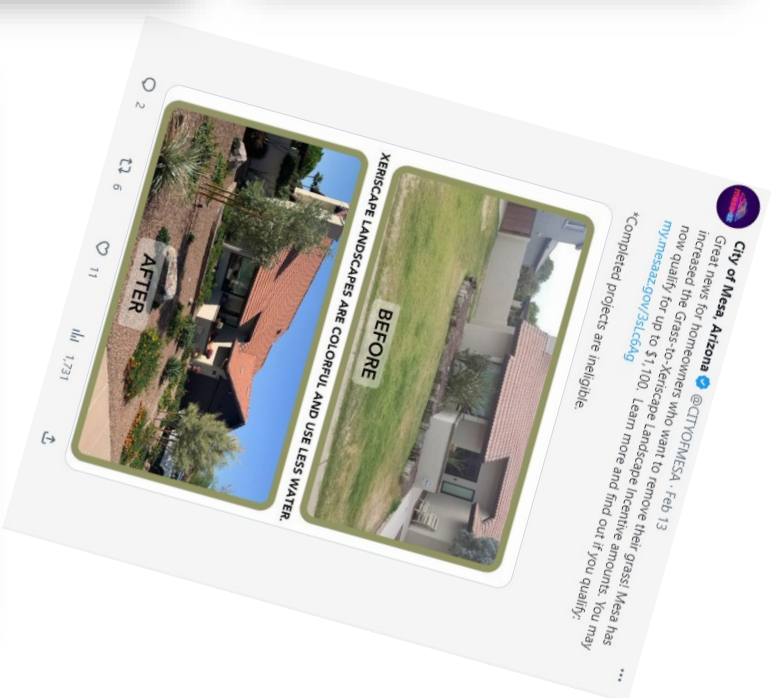 City of Mesa, Arizona @CITYOFMESA · Feb 13
Great news for homeowners who want to remove their grass! Mesa has
increased the Grass-to-Xeriscape Landscape Incentive amounts. You may
now qualify for up to $1,100. Learn more and find out if you qualify:
my.mesaaz.gov/3sLc6Ag
*Completed projects are ineligible.
BEFORE
XERISCAPE LANDSCAPES ARE COLORFUL AND USE LESS WATER.
AFTER
2 6 11 1,731